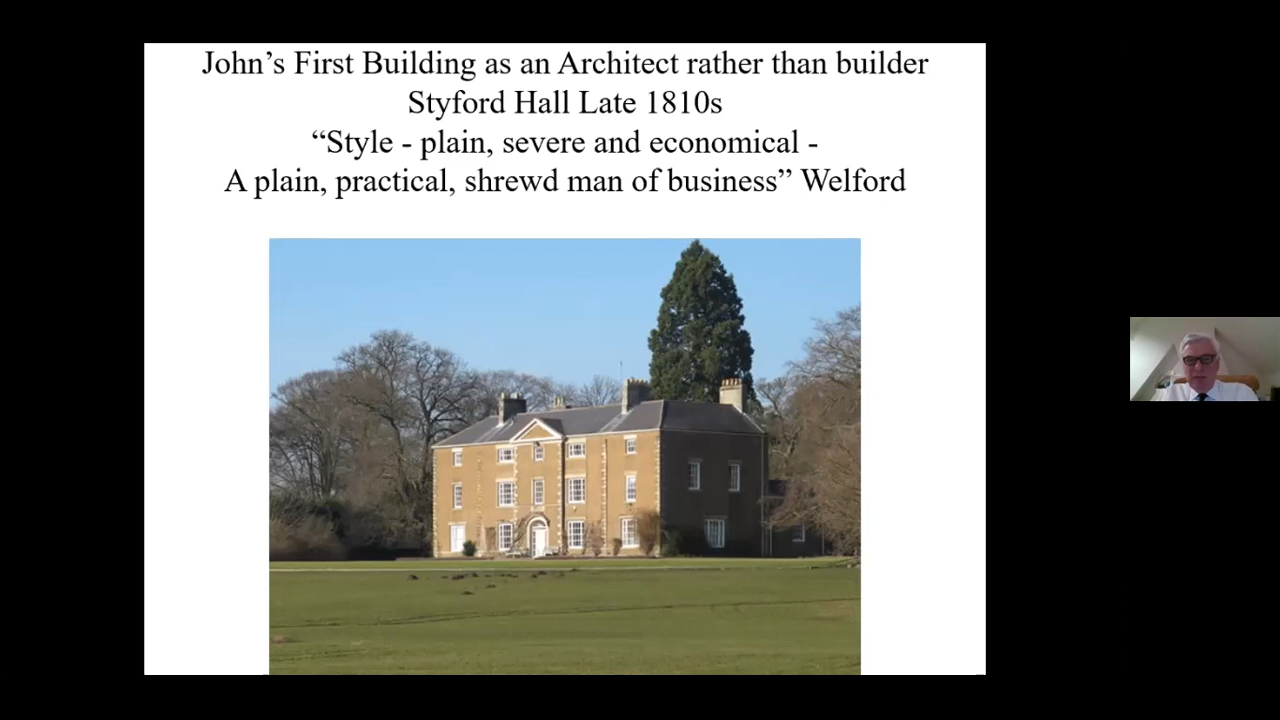 John’s First Building as an Architect rather than builder
Styford Hall Late 1810s
“Style - plain, severe and economical -
A plain, practical, shrewd man of business” Welford